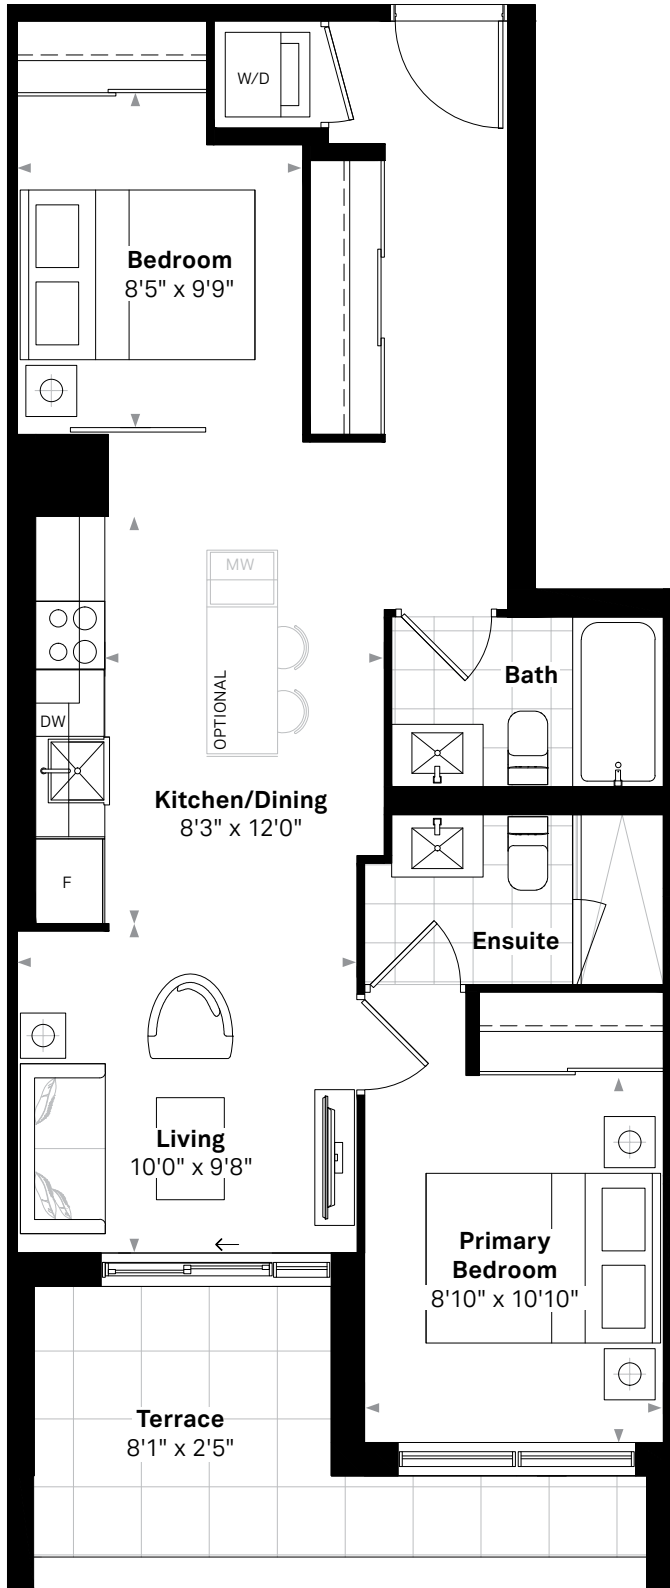 W/D
Bedroom
8'5" x 9'9"
MW
OPTIONAL
Bath
DW
Kitchen/Dining
8'3" x 12'0"
F
Ensuite
Living
10'0" x 9'8"
Primary
Bedroom
8'10" x 10'10"
Terrace
8'1" x 2'5"